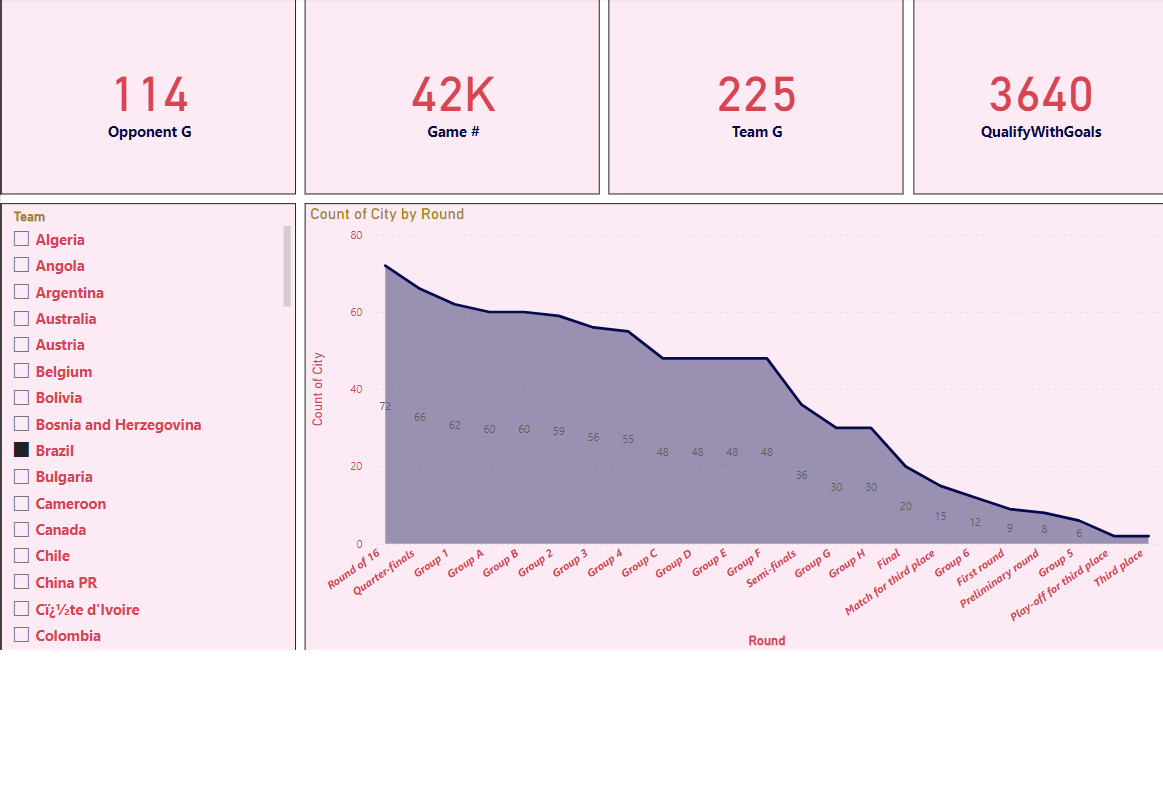 114
Opponent G
42K
Game #
225
Team G
3640
QualifyWithGoals
Team
Algeria
Angola
Argentina
Australia
Austria
Belgium
Bolivia
Bosnia and Herzegovina
Brazil
Bulgaria
Cameroon
Canada
Chile
China PR
Cï¿½te d'Ivoire
Colombia
Count of City by Round
Count of City
80
60
40
20
0
72
66
62
60
60
59
56
55
48
48
48
48
36
30
30
20
15
12
9
8
6
Round of 16
Quarter-finals
Group 1
Group A
Group B
Group 2
Group 3
Group 4
Group C
Group D
Group E
Group F
Semi-finals
Group G
Group H
Final
Match for third place
Group 6
First round
Preliminary round
Group 5
Play-off for third place
Third place
Round